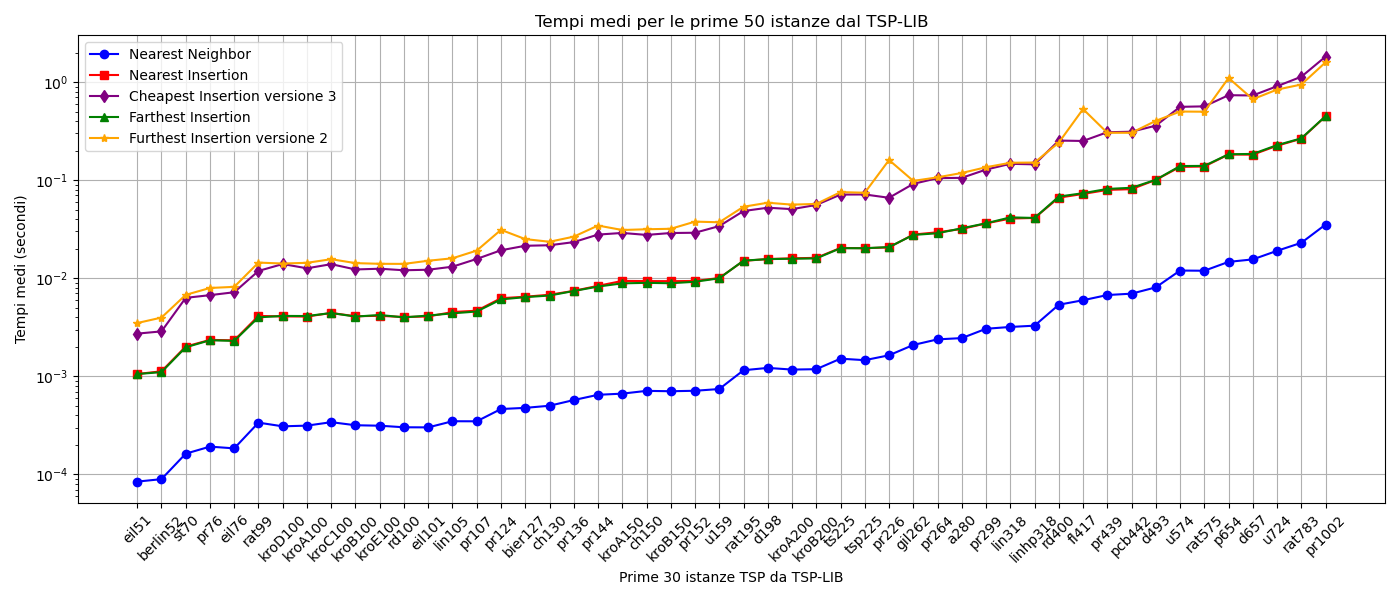 Tempi medi per le prime 50 istanze dal TSP-LIB
Nearest Neighbor
Nearest Insertion
Cheapest Insertion versione 3
Farthest Insertion
Furthest Insertion versione 2
Tempi medi (secondi)
10⁰
10⁻¹
10⁻²
10⁻³
10⁻⁴
eil51
berlin52
st70
pr76
eil76
rat99
kroD100
kroA100
kroC100
kroB100
kroE100
rd100
eil101
lin105
pr107
pr124
bier127
ch130
pr136
pr144
kroA150
ch150
kroB150
pr152
u159
rat195
d198
kroA200
kroB200
ts225
tsp225
pr226
gil262
pr264
a280
pr299
lin318
linhp318
rd400
fl417
pr439
pcb442
d493
u574
rat575
p654
d657
u724
rat783
pr1002
Prime 30 istanze TSP da TSP-LIB